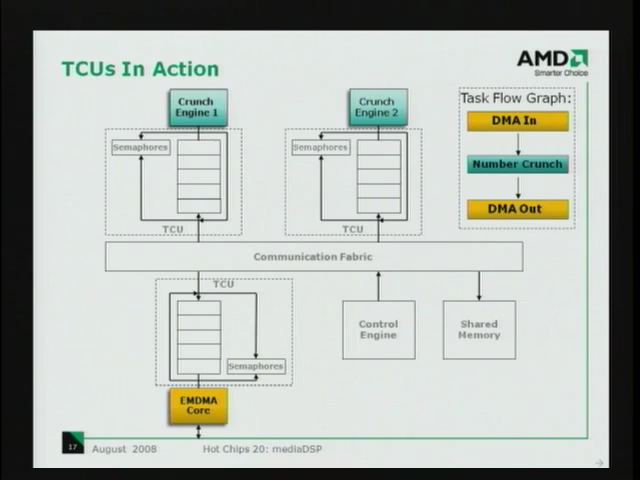 TCUs In Action
AMD
Smarter Choice
Crunch
Engine 1
Crunch
Engine 2
Task Flow Graph:
DMA In
Number Crunch
DMA Out
Semaphores
TCU
Semaphores
TCU
Communication Fabric
TCU
Semaphores
Control
Engine
Shared
Memory
EMDMA
Core
17
August 2008
Hot Chips 20: mediaDSP